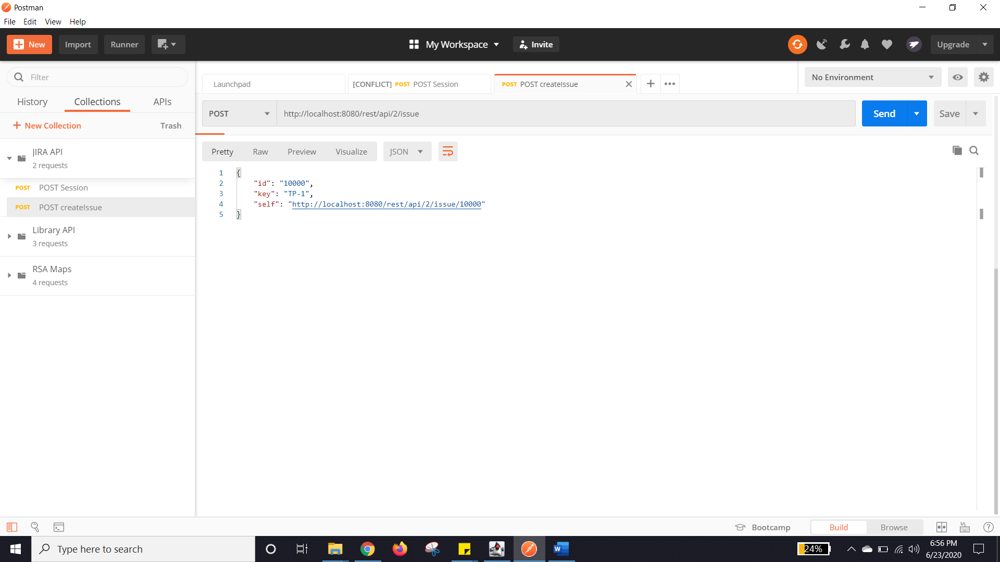 Postman
File Edit View Help
New Import Runner My Workspace Invite Upgrade
Filter
History Collections APIs
New Collection Trash
JIRA API
2 requests
POST POST Session
POST POST createIssue
Library API
3 requests
RSA Maps
4 requests
Launchpad [CONFLICT] POST POST Session POST POST createIssue
No Environment
POST http://localhost:8080/rest/api/2/issue Send Save
Pretty Raw Preview Visualize JSON
1 {
2 "id": "10000",
3 "key": "TP-1",
4 "self": "http://localhost:8080/rest/api/2/issue/10000"
5 }
Bootcamp Build Browse
Type here to search
24%
6:56 PM
6/23/2020